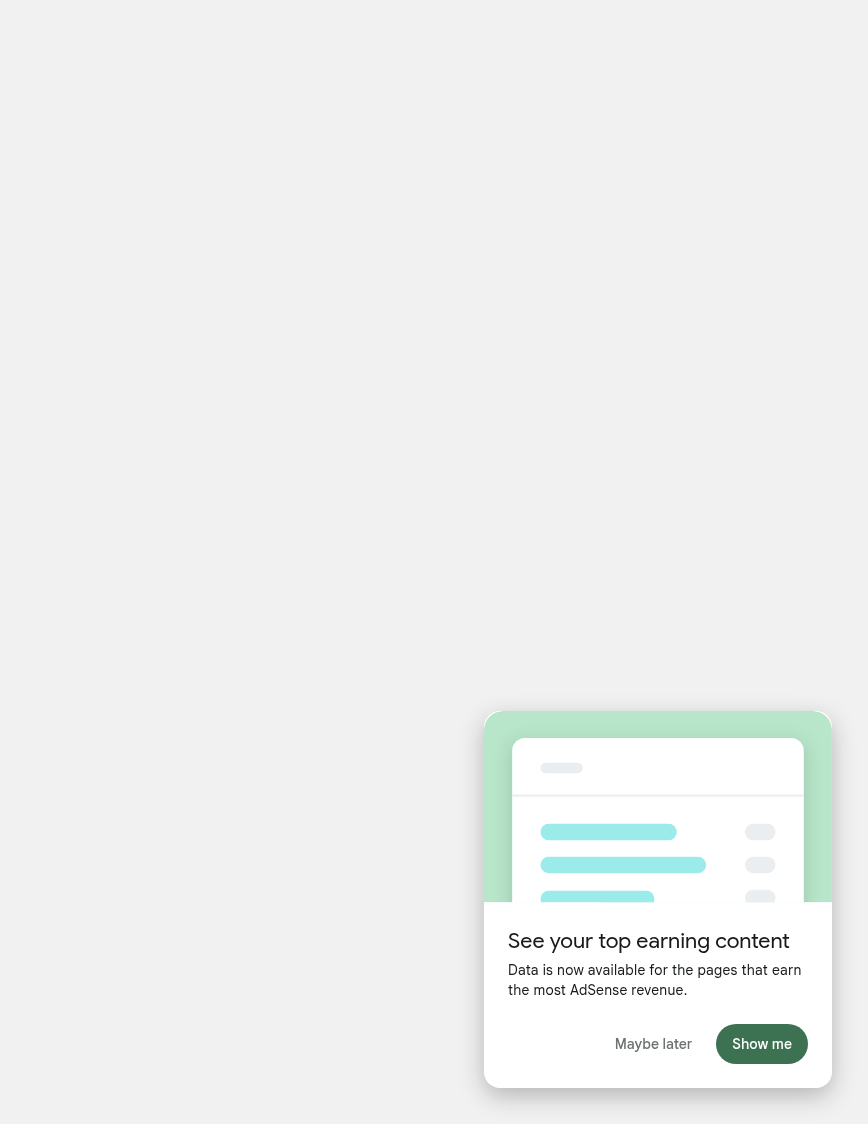 See your top earning content
Data is now available for the pages that earn
the most AdSense revenue.
Maybe later
Show me